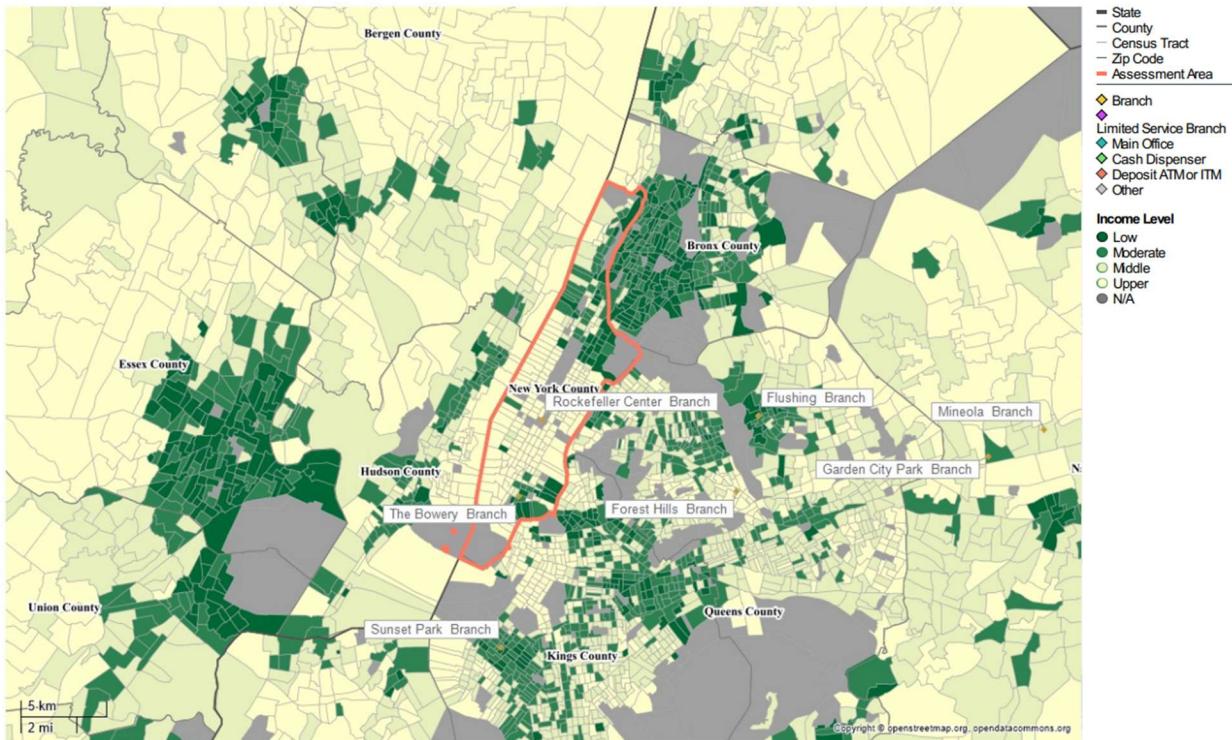 Bergen County
Bronx County
Essex County
New York County
Rockefeller Center Branch
Flushing Branch
Mineola Branch
Garden City Park Branch
Hudson County
The Bowery Branch
Forest Hills Branch
Union County
Sunset Park Branch
Queens County
Kings County
5 km
2 mi
Copyright © openstreetmap.org, opendatacommons.org
State
County
Census Tract
Zip Code
Assessment Area
Branch
Limited Service Branch
Main Office
Cash Dispenser
Deposit ATM or ITM
Other
Income Level
Low
Moderate
Middle
Upper
N/A